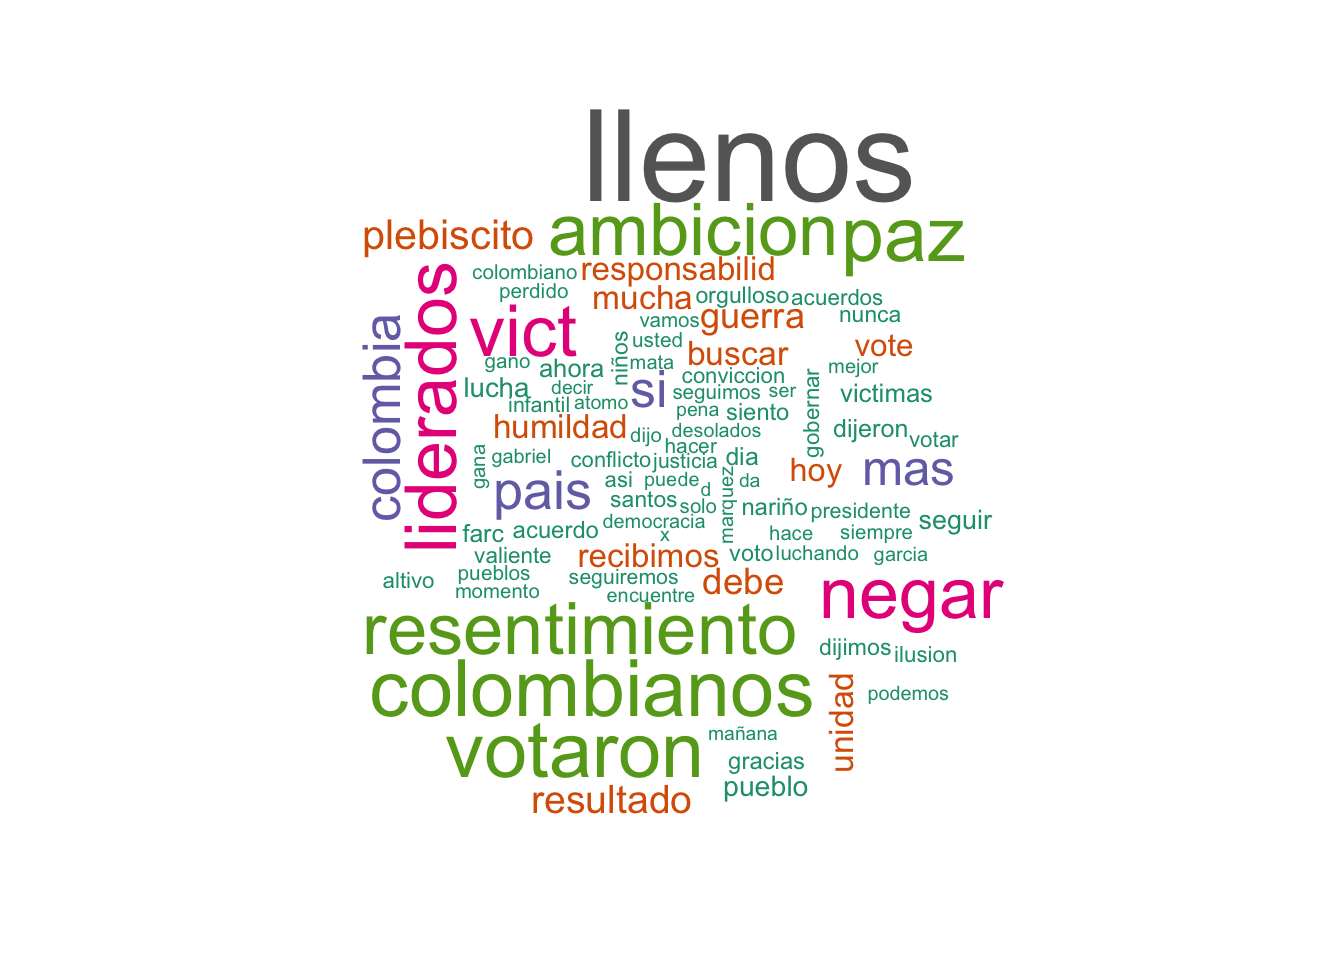 llenos
plebiscito ambicion paz
colombiano responsabilid
perdido mucha orgulloso acuerdos
colombia liderados vict vamos guerra nunca
usted
gano ahora niños mata buscar vote
lucha decir si conviccion mejor
infantil atomo seguimos ser gobernar victimas
pena siento
humildad dijo desolados dijeron votar
hacer
gana gabriel conflicto justicia dia hoy mas
pais asi puede marquez da
santos d
solo nariño presidente seguir
farc acuerdo democracia
x hace siempre
valiente recibimos voto luchando garcia
altivo pueblos seguiremos debe negar
momento encuentre
resentimiento dijimos ilusion
colombianos unidad podemos
votaron mañana
gracias
resultado pueblo